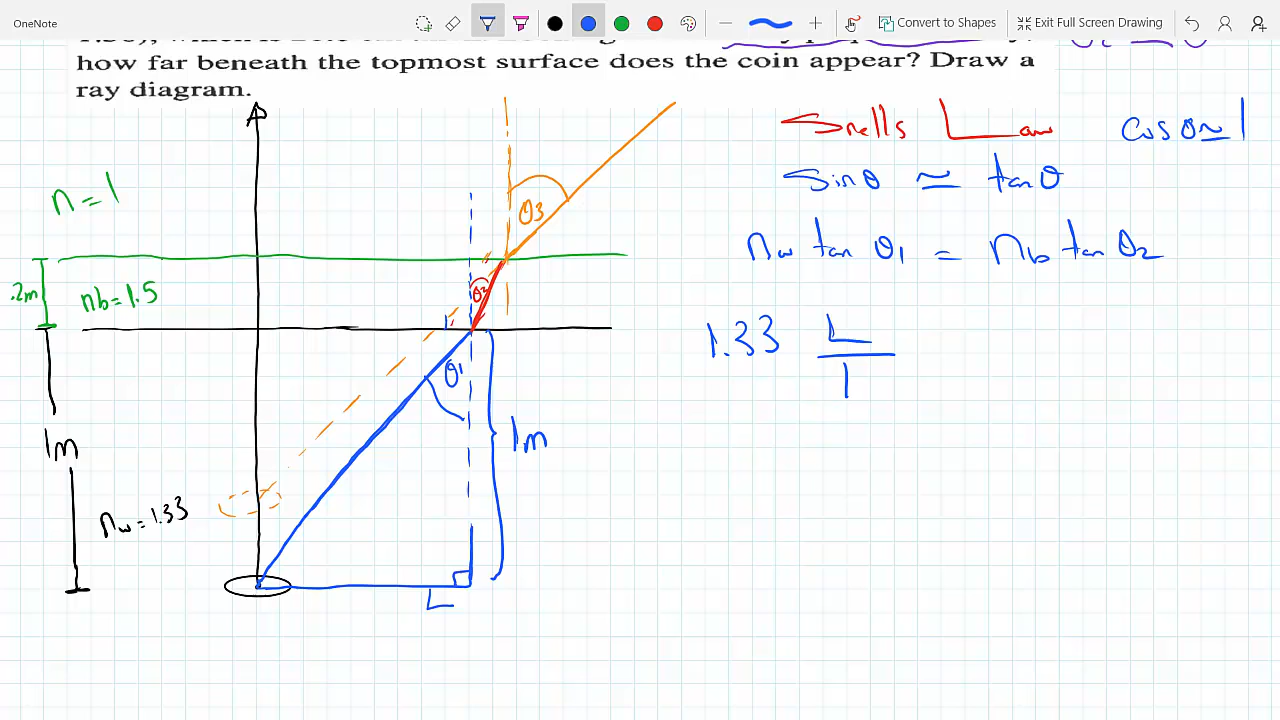 OneNote
Convert to Shapes
Exit Full Screen Drawing
how far beneath the topmost surface does the coin appear? Draw a
ray diagram.
Snells Law
cos θ ≃ 1
sin θ ≅ tan θ
n = 1
θ3
nw tan θ1 = nb tan θ2
.2m
nb = 1.5
θ2
1.33 L/1
θ1
1m
1m
nw = 1.33
L